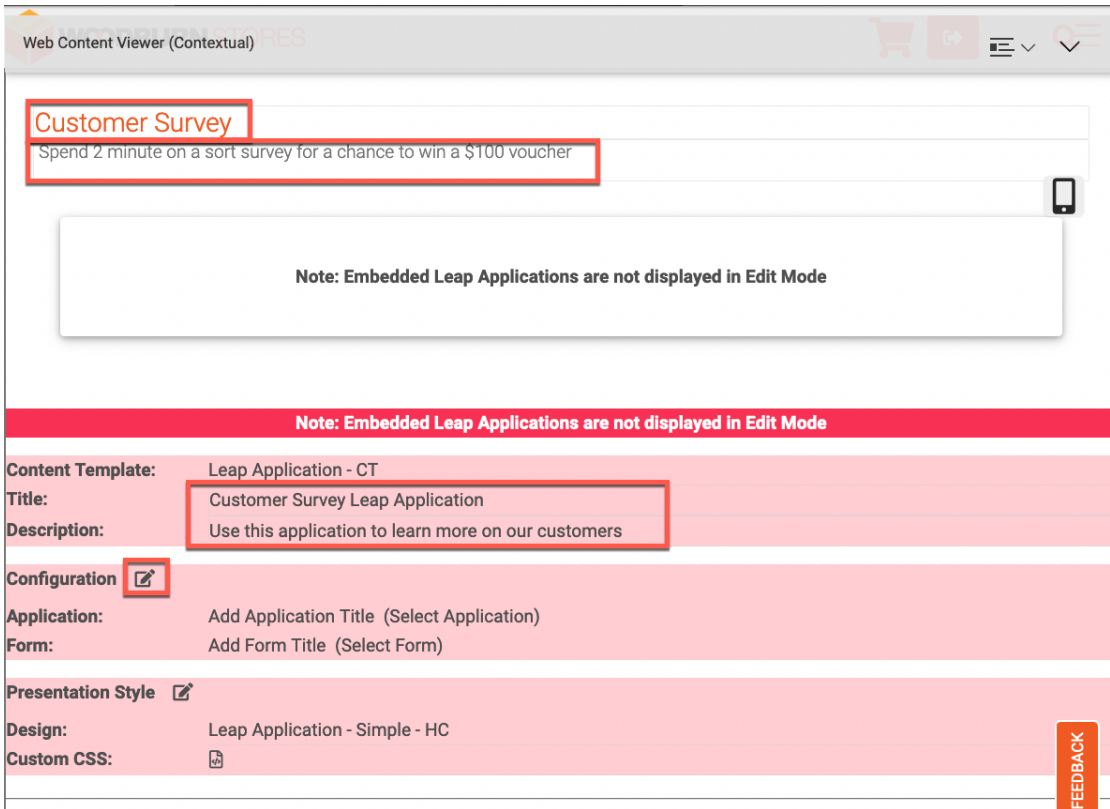 WOODBURN STORES
Web Content Viewer (Contextual)
Customer Survey
Spend 2 minute on a sort survey for a chance to win a $100 voucher
Note: Embedded Leap Applications are not displayed in Edit Mode
Note: Embedded Leap Applications are not displayed in Edit Mode
Content Template: Leap Application - CT
Title: Customer Survey Leap Application
Description: Use this application to learn more on our customers
Configuration
Application: Add Application Title (Select Application)
Form: Add Form Title (Select Form)
Presentation Style
Design: Leap Application - Simple - HC
Custom CSS:
FEEDBACK